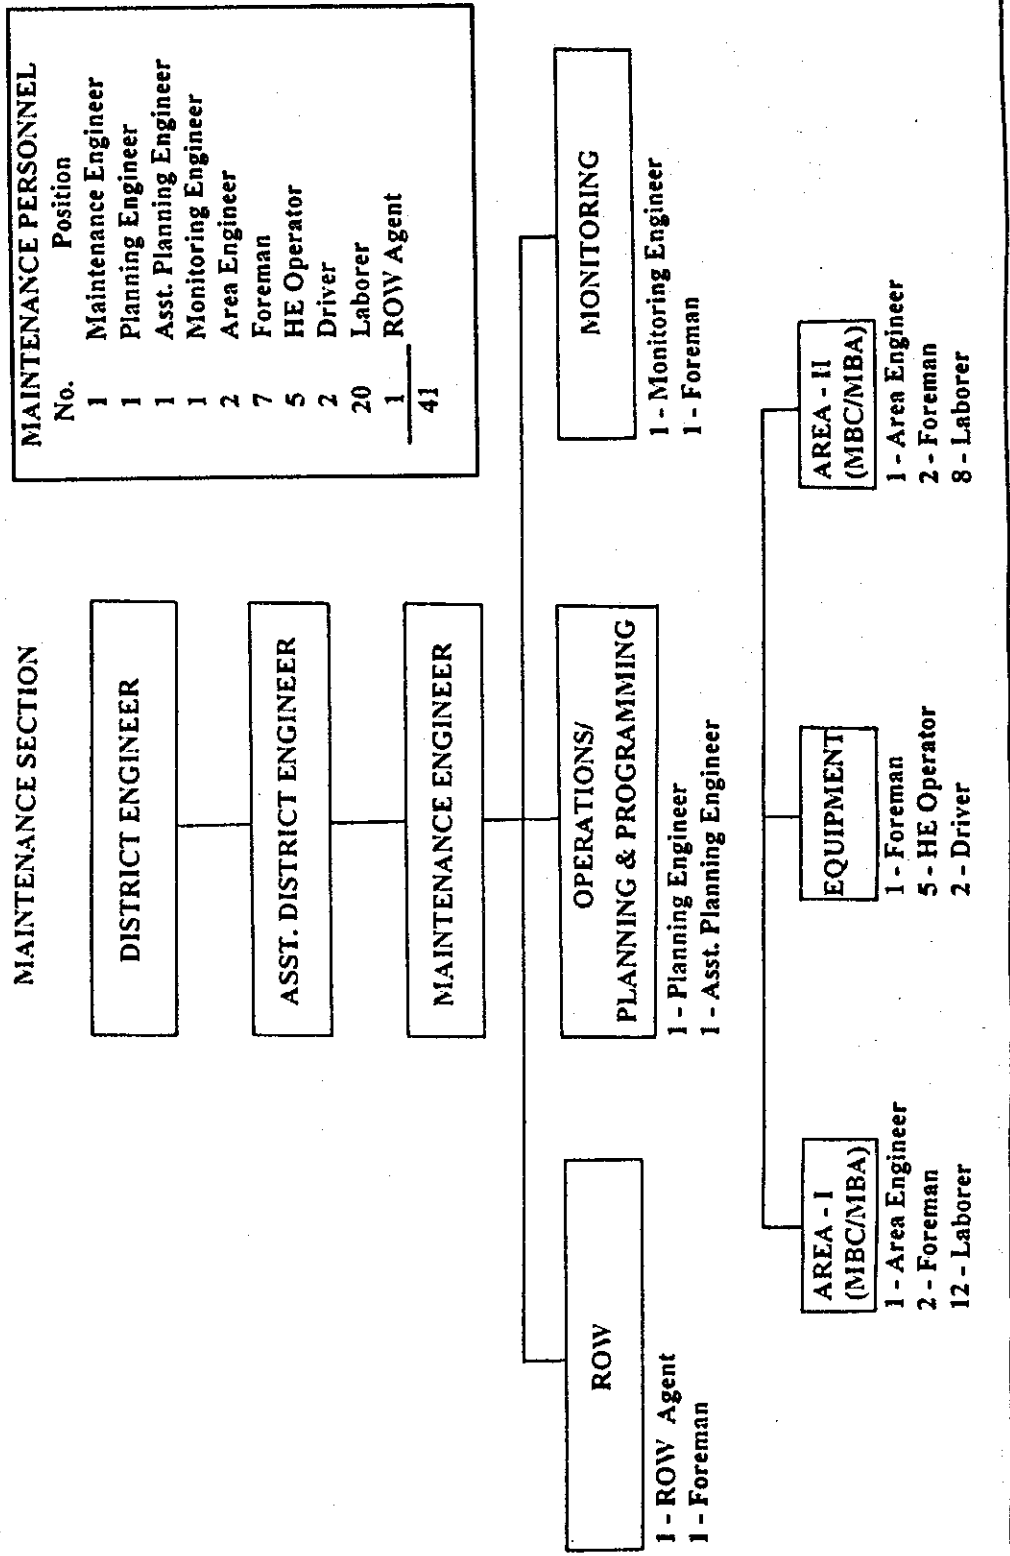 MAINTENANCE SECTION
MAINTENANCE PERSONNEL
No. Position
1 Maintenance Engineer
1 Planning Engineer
1 Asst. Planning Engineer
1 Monitoring Engineer
2 Area Engineer
7 Foreman
5 HE Operator
2 Driver
20 Laborer
1 ROW Agent
41
DISTRICT ENGINEER
ASST. DISTRICT ENGINEER
MAINTENANCE ENGINEER
ROW
1 - ROW Agent
1 - Foreman
OPERATIONS/
PLANNING & PROGRAMMING
1 - Planning Engineer
1 - Asst. Planning Engineer
MONITORING
1 - Monitoring Engineer
1 - Foreman
AREA - I
(MBC/MBA)
1 - Area Engineer
2 - Foreman
12 - Laborer
EQUIPMENT
1 - Foreman
5 - HE Operator
2 - Driver
AREA - II
(MBC/MBA)
1 - Area Engineer
2 - Foreman
8 - Laborer